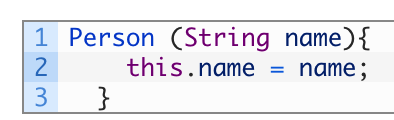 1 Person (String name){
2     this.name = name;
3   }